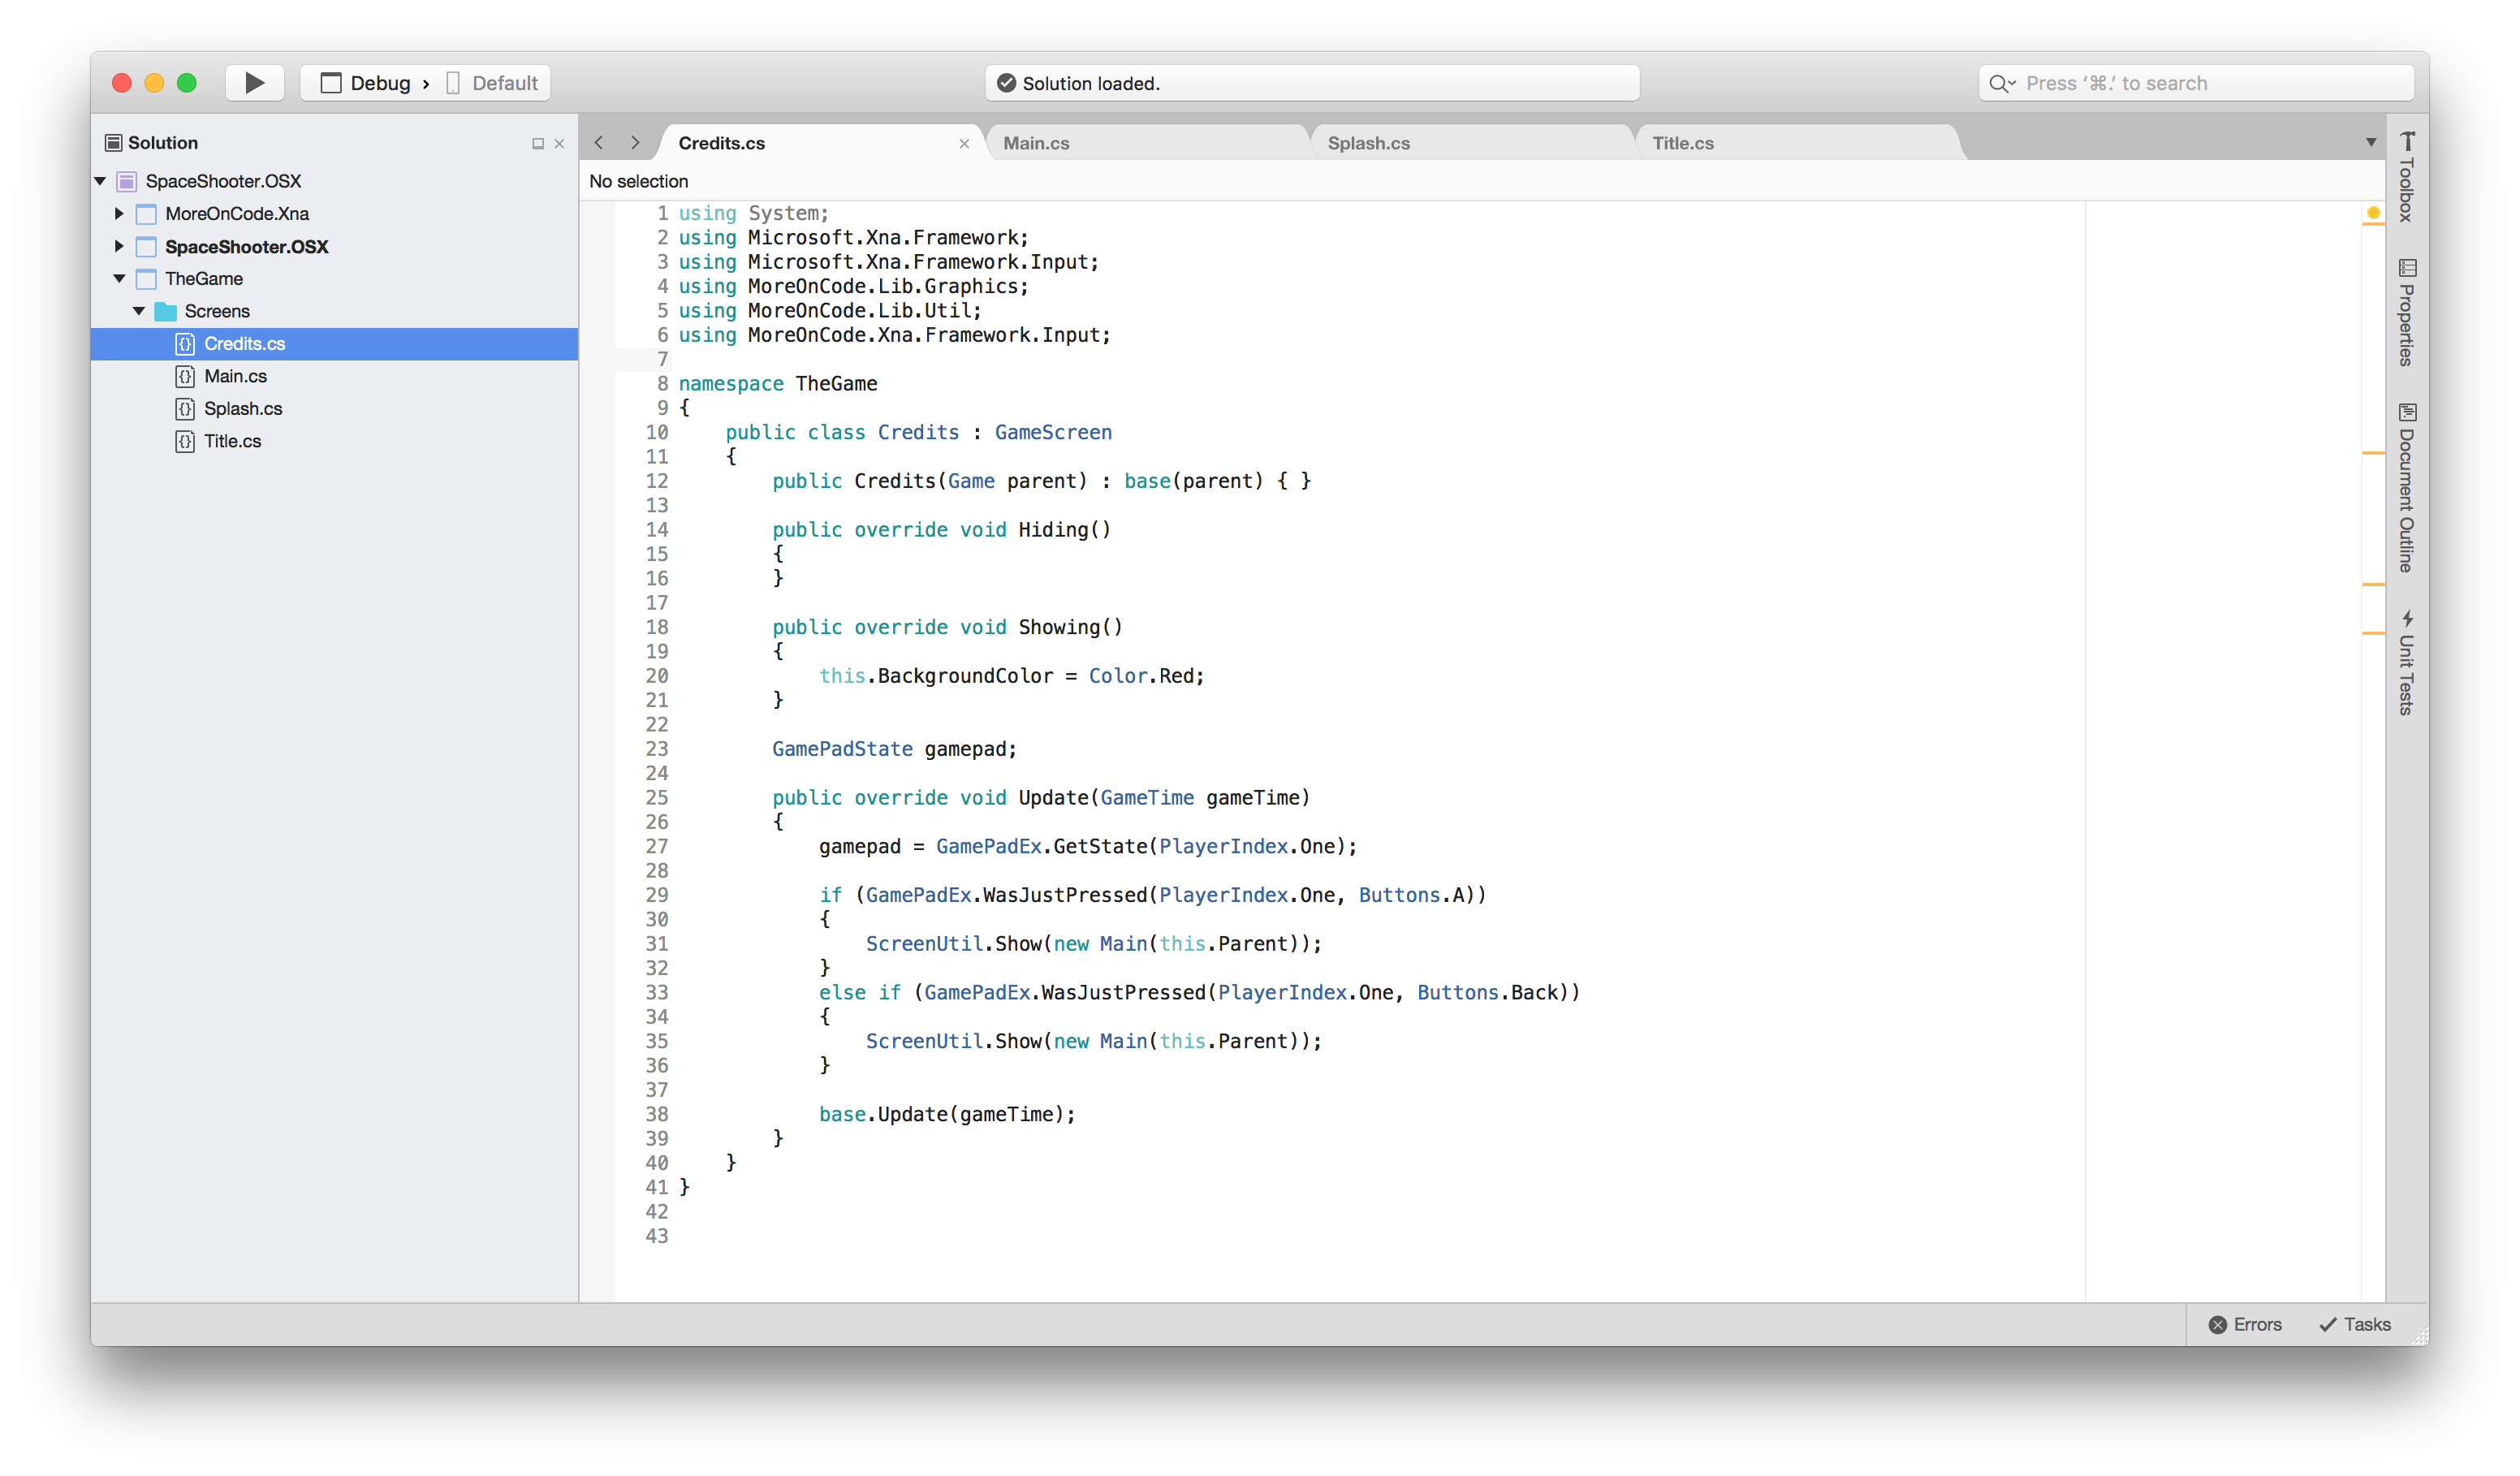 Debug › Default
Solution loaded.
Press ‘⌘.’ to search
Solution
SpaceShooter.OSX
MoreOnCode.Xna
SpaceShooter.OSX
TheGame
Screens
Credits.cs
Main.cs
Splash.cs
Title.cs
Credits.cs
Main.cs
Splash.cs
Title.cs
No selection
1 using System;
2 using Microsoft.Xna.Framework;
3 using Microsoft.Xna.Framework.Input;
4 using MoreOnCode.Lib.Graphics;
5 using MoreOnCode.Lib.Util;
6 using MoreOnCode.Xna.Framework.Input;
7
8 namespace TheGame
9 {
10     public class Credits : GameScreen
11     {
12         public Credits(Game parent) : base(parent) { }
13
14         public override void Hiding()
15         {
16         }
17
18         public override void Showing()
19         {
20             this.BackgroundColor = Color.Red;
21         }
22
23         GamePadState gamepad;
24
25         public override void Update(GameTime gameTime)
26         {
27             gamepad = GamePadEx.GetState(PlayerIndex.One);
28
29             if (GamePadEx.WasJustPressed(PlayerIndex.One, Buttons.A))
30             {
31                 ScreenUtil.Show(new Main(this.Parent));
32             }
33             else if (GamePadEx.WasJustPressed(PlayerIndex.One, Buttons.Back))
34             {
35                 ScreenUtil.Show(new Main(this.Parent));
36             }
37
38             base.Update(gameTime);
39         }
40     }
41 }
42
43
Toolbox
Properties
Document Outline
Unit Tests
Errors
Tasks